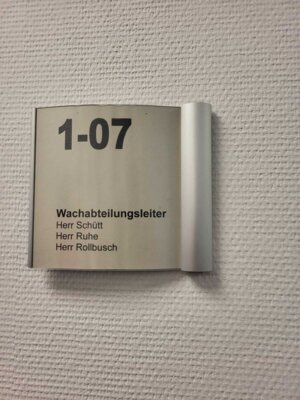 1-07
Wachabteilungsleiter
Herr Schütt
Herr Ruhe
Herr Rollbusch